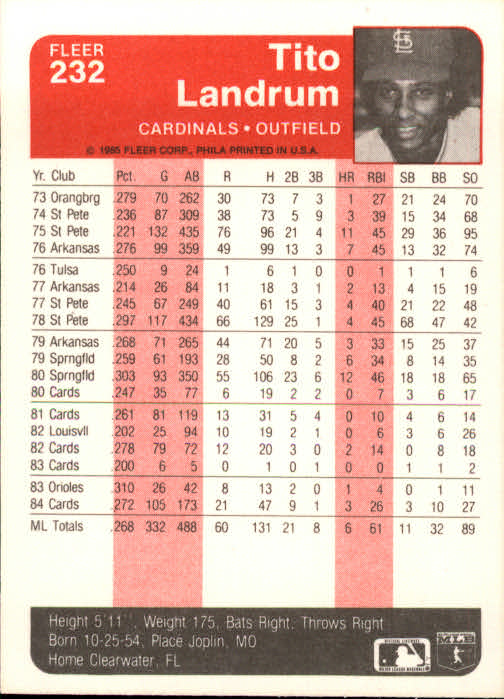 FLEER
232
Tito
Landrum
CARDINALS • OUTFIELD
© 1985 FLEER CORP., PHILA PRINTED IN U.S.A.
Yr. Club Pct. G AB R H 2B 3B HR RBI SB BB SO
73 Orangbrg .279 70 262 30 73 7 3 1 27 21 24 70
74 St Pete .236 87 309 38 73 5 9 3 39 15 34 68
75 St Pete .221 132 435 76 96 21 4 11 45 29 36 95
76 Arkansas .276 99 359 49 99 13 3 7 45 13 32 74
76 Tulsa .250 9 24 1 6 1 0 0 1 1 1 6
77 Arkansas .214 26 84 11 18 3 1 2 13 4 15 19
77 St Pete .245 67 249 40 61 15 3 4 40 21 22 48
78 St Pete .297 117 434 66 129 25 1 4 45 68 47 42
79 Arkansas .268 71 265 44 71 20 5 3 33 15 25 37
79 Sprngfld .259 61 193 28 50 8 2 6 34 8 14 35
80 Sprngfld .303 93 350 55 106 23 6 12 46 18 18 65
80 Cards .247 35 77 6 19 2 2 0 7 3 6 17
81 Cards .261 81 119 13 31 5 4 0 10 4 6 14
82 Louisvll .202 25 94 10 19 2 1 0 6 3 6 26
82 Cards .278 79 72 12 20 3 0 2 14 0 8 18
83 Cards .200 6 5 0 1 0 1 0 0 1 1 2
83 Orioles .310 26 42 8 13 2 0 1 4 0 1 11
84 Cards .272 105 173 21 47 9 1 3 26 3 10 27
ML Totals .268 332 488 60 131 21 8 6 61 11 32 89
Height 5'11", Weight 175, Bats Right, Throws Right
Born 10-25-54, Place Joplin, MO
Home Clearwater, FL